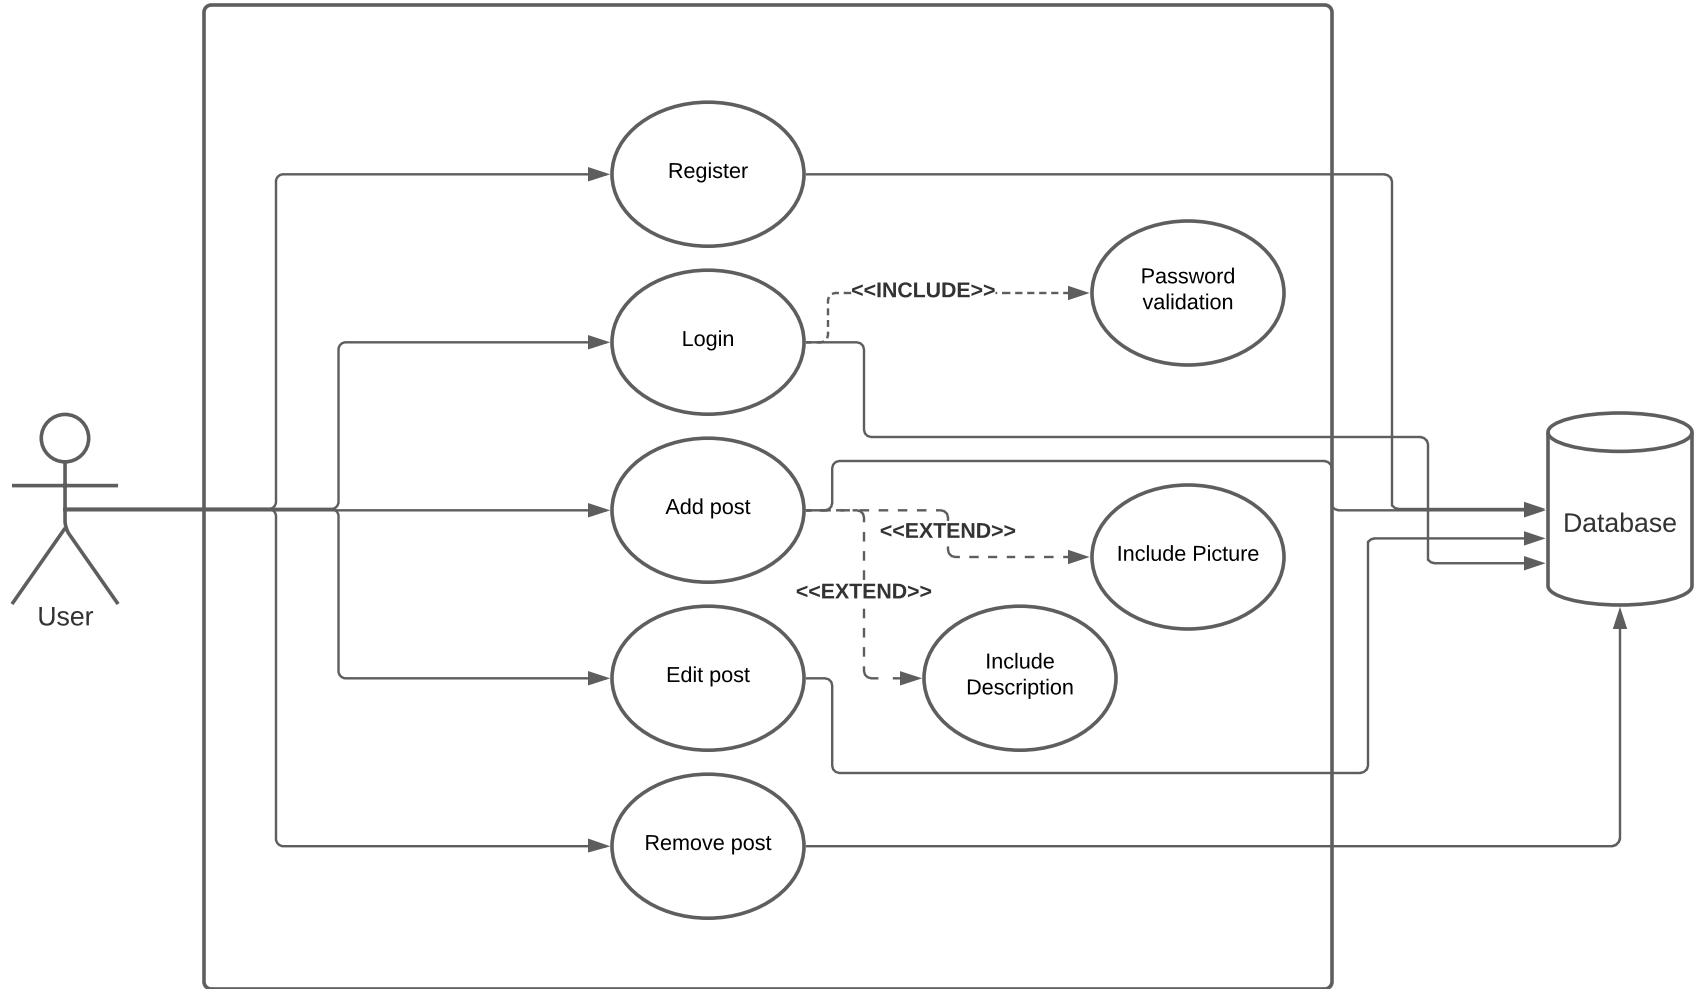 Register
<<INCLUDE>>
Password
validation
Login
Add post
<<EXTEND>>
Include Picture
<<EXTEND>>
Database
User
Edit post
Include
Description
Remove post